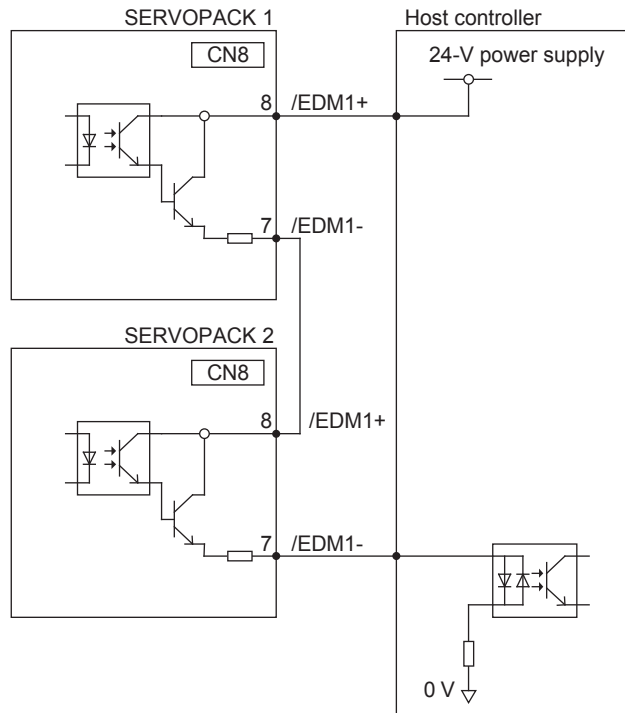 SERVOPACK 1
Host controller
CN8
24-V power supply
8 /EDM1+
7 /EDM1-
SERVOPACK 2
CN8
8 /EDM1+
7 /EDM1-
0 V